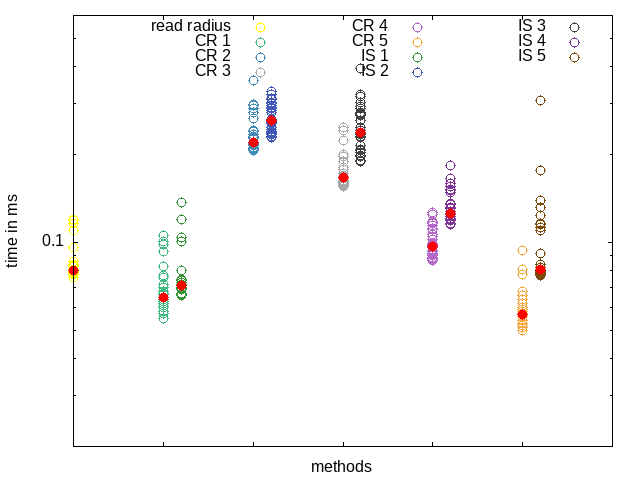 read radius
CR 1
CR 2
CR 3
CR 4
CR 5
IS 1
IS 2
IS 3
IS 4
IS 5
0.1
time in ms
methods